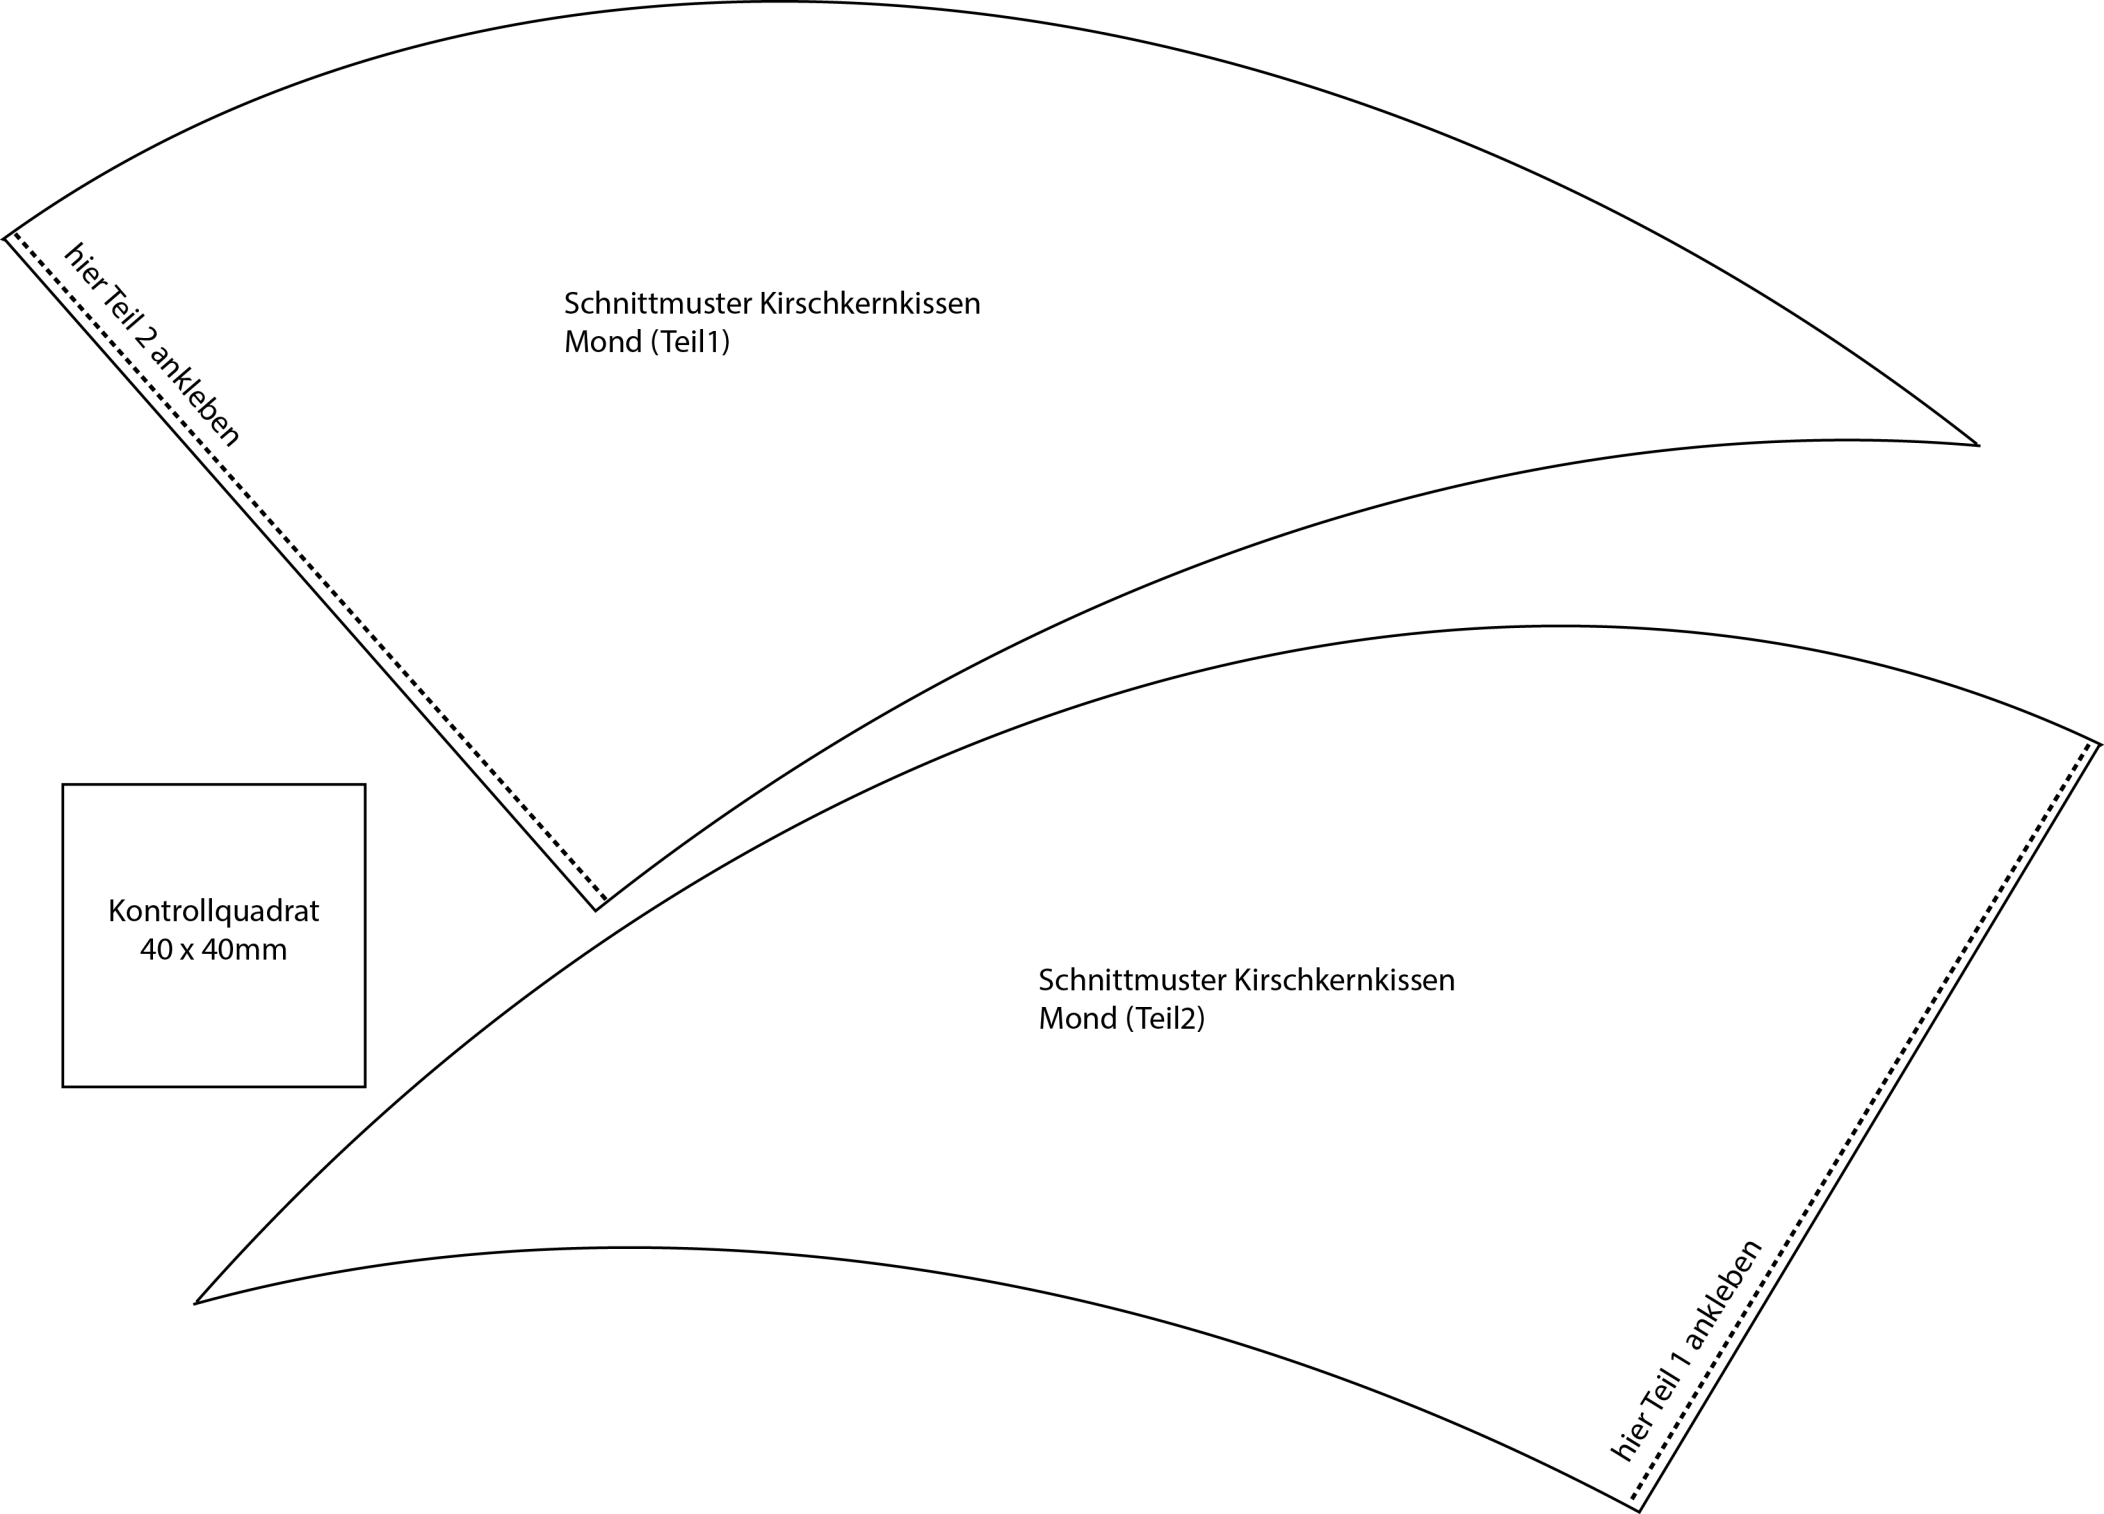 hier Teil 2 ankleben
Schnittmuster Kirschkernkissen
Mond (Teil1)
Kontrollquadrat
40 x 40mm
Schnittmuster Kirschkernkissen
Mond (Teil2)
hier Teil 1 ankleben